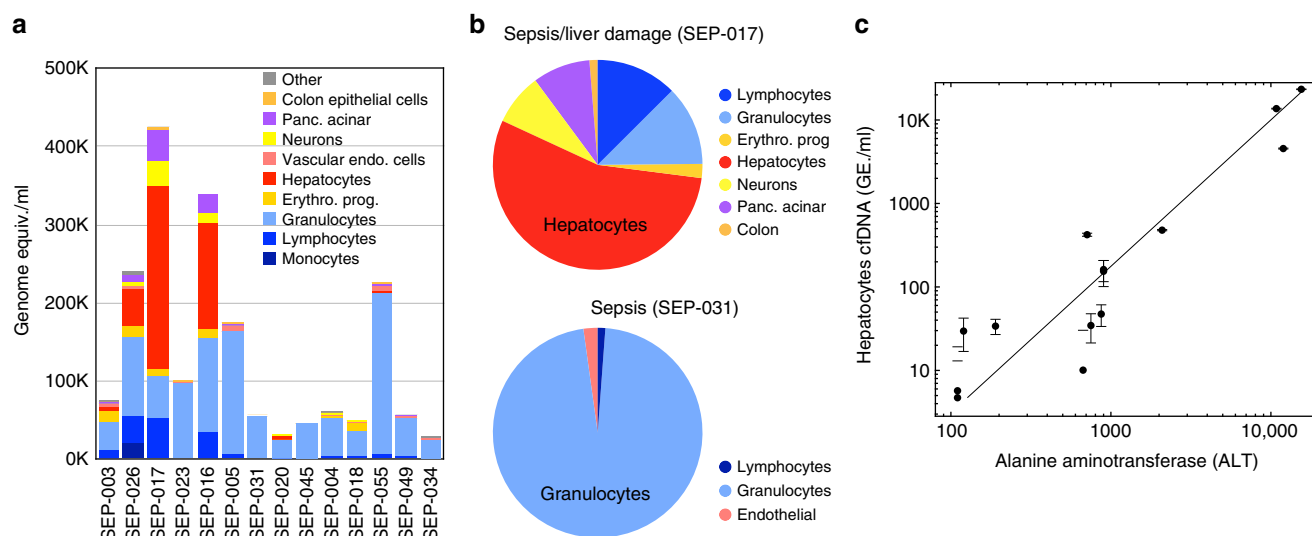 a
500K
400K
300K
200K
100K
0K
Genome equiv./ml
Other
Colon epithelial cells
Panc. acinar
Neurons
Vascular endo. cells
Hepatocytes
Erythro. prog.
Granulocytes
Lymphocytes
Monocytes
SEP-003
SEP-026
SEP-017
SEP-023
SEP-016
SEP-005
SEP-031
SEP-020
SEP-045
SEP-004
SEP-018
SEP-055
SEP-049
SEP-034
b
Sepsis/liver damage (SEP-017)
Hepatocytes
Lymphocytes
Granulocytes
Erythro. prog
Hepatocytes
Neurons
Panc. acinar
Colon
Sepsis (SEP-031)
Granulocytes
Lymphocytes
Granulocytes
Endothelial
c
Hepatocytes cfDNA (GE./ml)
10K
1000
100
10
100
1000
10,000
Alanine aminotransferase (ALT)